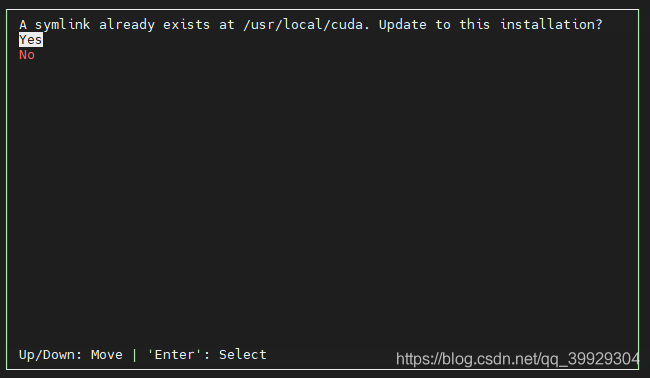 A symlink already exists at /usr/local/cuda. Update to this installation?
Yes
No
Up/Down: Move | 'Enter': Select
https://blog.csdn.net/qq_39929304